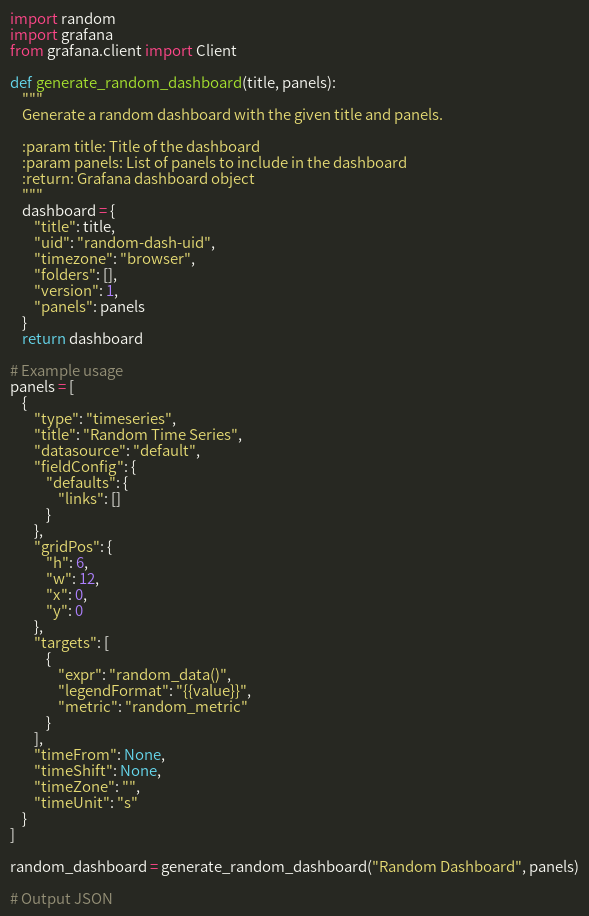 import random
import grafana
from grafana.client import Client

def generate_random_dashboard(title, panels):
    """
    Generate a random dashboard with the given title and panels.

    :param title: Title of the dashboard
    :param panels: List of panels to include in the dashboard
    :return: Grafana dashboard object
    """
    dashboard = {
        "title": title,
        "uid": "random-dash-uid",
        "timezone": "browser",
        "folders": [],
        "version": 1,
        "panels": panels
    }
    return dashboard

# Example usage
panels = [
    {
        "type": "timeseries",
        "title": "Random Time Series",
        "datasource": "default",
        "fieldConfig": {
            "defaults": {
                "links": []
            }
        },
        "gridPos": {
            "h": 6,
            "w": 12,
            "x": 0,
            "y": 0
        },
        "targets": [
            {
                "expr": "random_data()",
                "legendFormat": "{{value}}",
                "metric": "random_metric"
            }
        ],
        "timeFrom": None,
        "timeShift": None,
        "timeZone": "",
        "timeUnit": "s"
    }
]

random_dashboard = generate_random_dashboard("Random Dashboard", panels)

# Output JSON